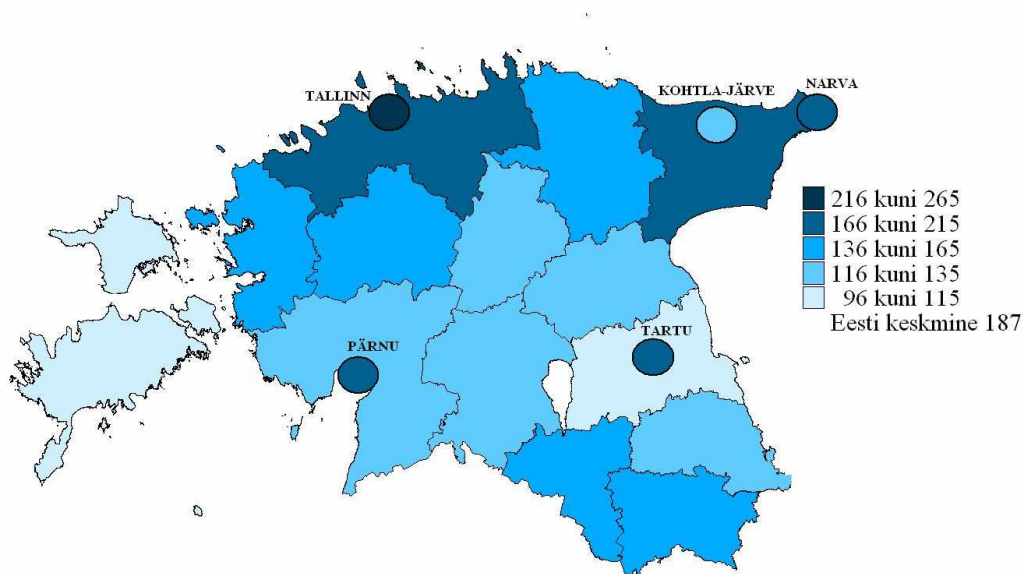 TALLINN
KOHTLA-JÄRVE
NARVA
216 kuni 265
166 kuni 215
136 kuni 165
116 kuni 135
96 kuni 115
Eesti keskmine 187
TARTU
PÄRNU